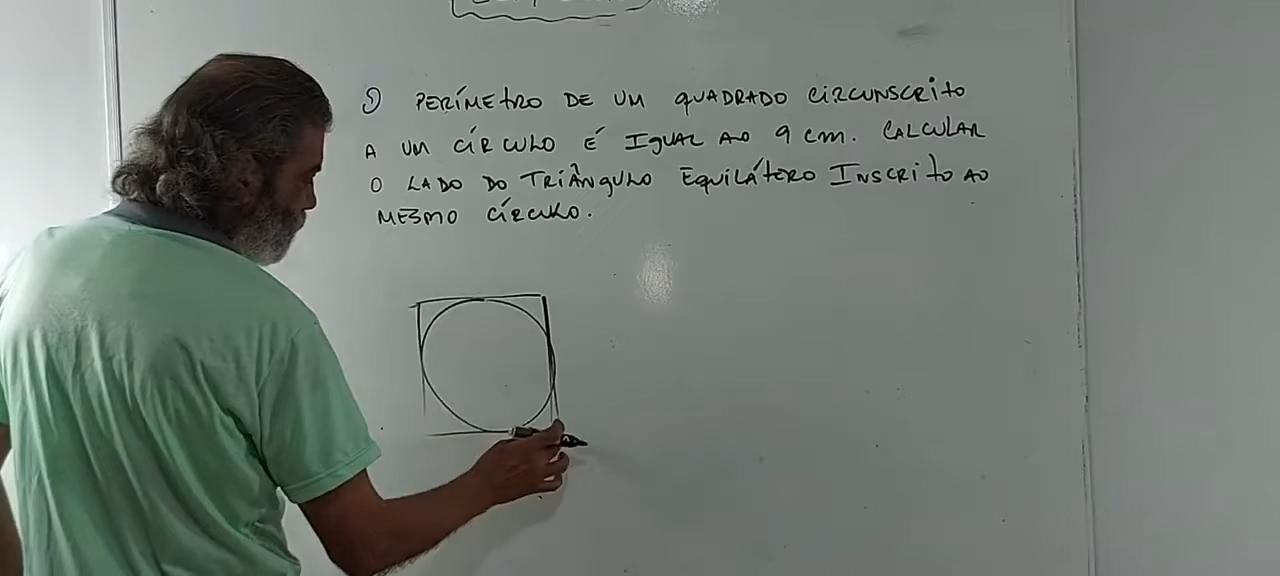 O PERÍMETRO DE UM QUADRADO CIRCUNSCRITO
A UM CÍRCULO É IGUAL AO 9 cm. CALCULAR
O LADO DO TRIÂNGULO EQUILÁTERO INSCRITO AO
MESMO CÍRCULO.